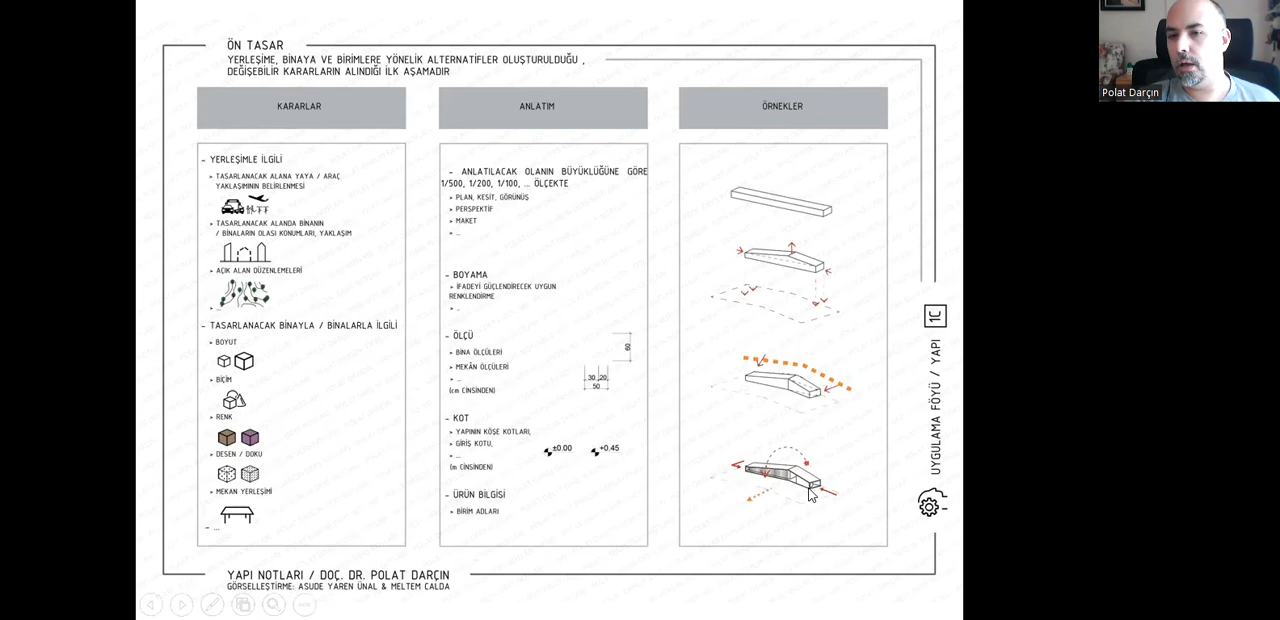 ÖN TASAR
YERLEŞİME, BİNAYA VE BİRİMLERE YÖNELİK ALTERNATİFLER OLUŞTURULDUĞU ,
DEĞİŞEBİLİR KARARLARIN ALINDIĞI İLK AŞAMADIR
KARARLAR
- YERLEŞİMLE İLGİLİ
➢ TASARLANACAK ALANA YAYA / ARAÇ
YAKLAŞIMININ BELİRLENMESİ
➢ TASARLANACAK ALANDA BİNANIN
/ BİNALARIN OLASI KONUMLARI, YAKLAŞIM
➢ AÇIK ALAN DÜZENLEMELERİ
➢ ...
- TASARLANACAK BİNAYLA / BİNALARLA İLGİLİ
➢ BOYUT
➢ BİÇİM
➢ RENK
➢ DESEN / DOKU
➢ MEKAN YERLEŞİMİ
- ...
ANLATIM
- ANLATILACAK OLANIN BÜYÜKLÜĞÜNE GÖRE
1/500, 1/200, 1/100, ... ÖLÇEKTE
➢ PLAN, KESİT, GÖRÜNÜŞ
➢ PERSPEKTİF
➢ MAKET
➢ ...
- BOYAMA
➢ İFADEYİ GÜÇLENDİRECEK UYGUN
RENKLENDİRME
➢ ..
- ÖLÇÜ
➢ BİNA ÖLÇÜLERİ
➢ MEKÂN ÖLÇÜLERİ
➢ ...
(cm CİNSİNDEN)
60
30 20
50
- KOT
➢ YAPININ KÖŞE KOTLARI,
➢ GİRİŞ KOTU,
➢ ...
(m CİNSİNDEN)
±0.00 +0.45
- ÜRÜN BİLGİSİ
➢ BİRİM ADLARI
ÖRNEKLER
UYGULAMA FÖYÜ / YAPI 1C
YAPI NOTLARI / DOÇ. DR. POLAT DARÇIN
GÖRSELLEŞTİRME: ASUDE YAREN ÜNAL & MELTEM CALDA
Polat Darçın